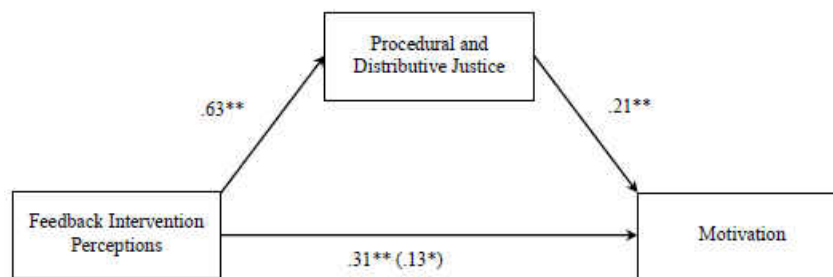 Procedural and
Distributive Justice
.63**
.21**
Feedback Intervention
Perceptions
Motivation
.31** (.13*)